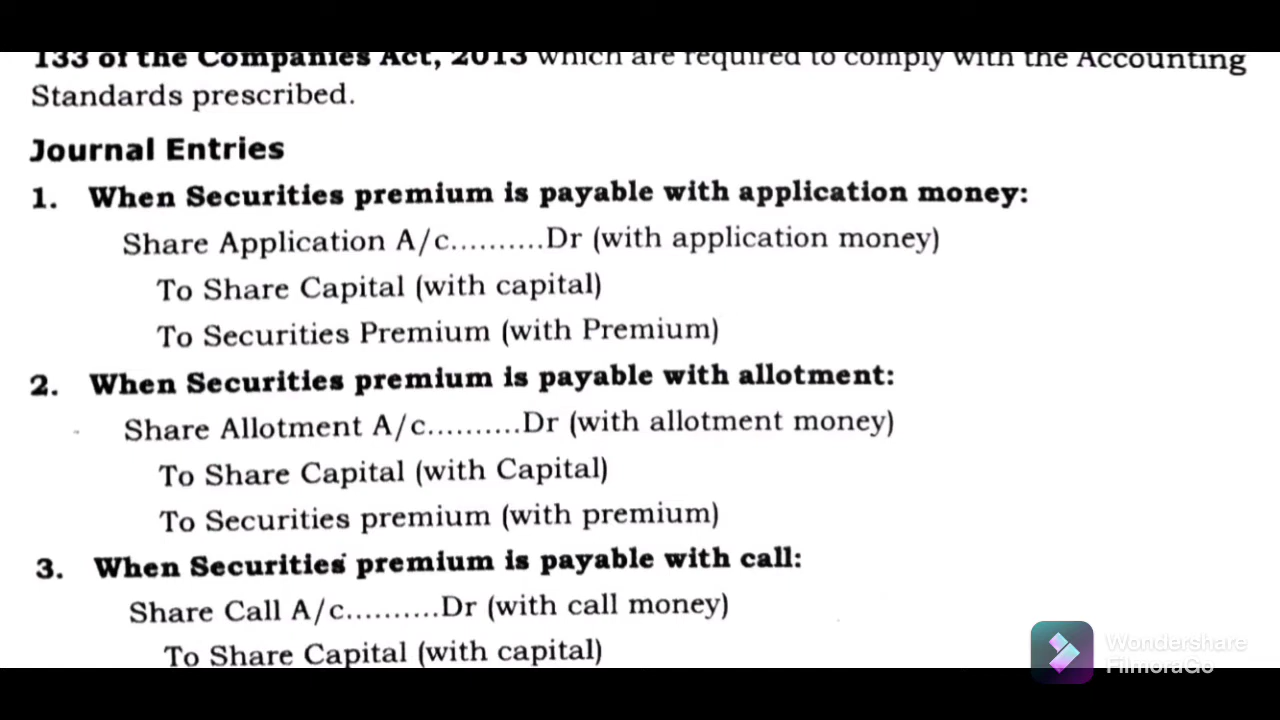 133 of the Companies Act, 2013 which are required to comply with the Accounting
Standards prescribed.
Journal Entries
1. When Securities premium is payable with application money:
Share Application A/c..........Dr (with application money)
To Share Capital (with capital)
To Securities Premium (with Premium)
2. When Securities premium is payable with allotment:
Share Allotment A/c..........Dr (with allotment money)
To Share Capital (with Capital)
To Securities premium (with premium)
3. When Securities premium is payable with call:
Share Call A/c..........Dr (with call money)
To Share Capital (with capital)
Wondershare
FilmoraGo